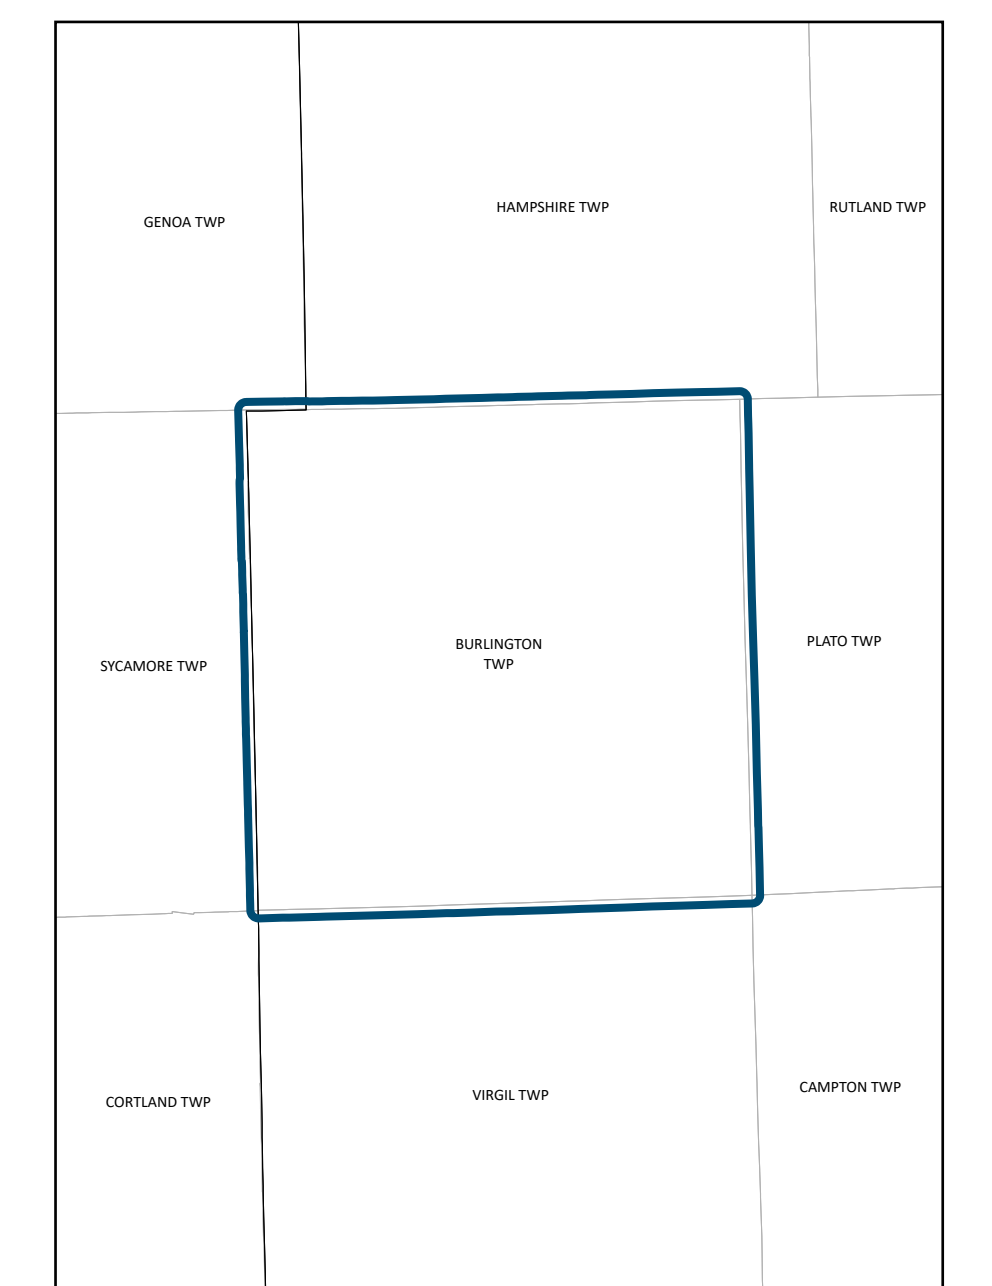 GENOA TWP
HAMPSHIRE TWP
RUTLAND TWP
SYCAMORE TWP
BURLINGTON
TWP
PLATO TWP
CORTLAND TWP
VIRGIL TWP
CAMPTON TWP